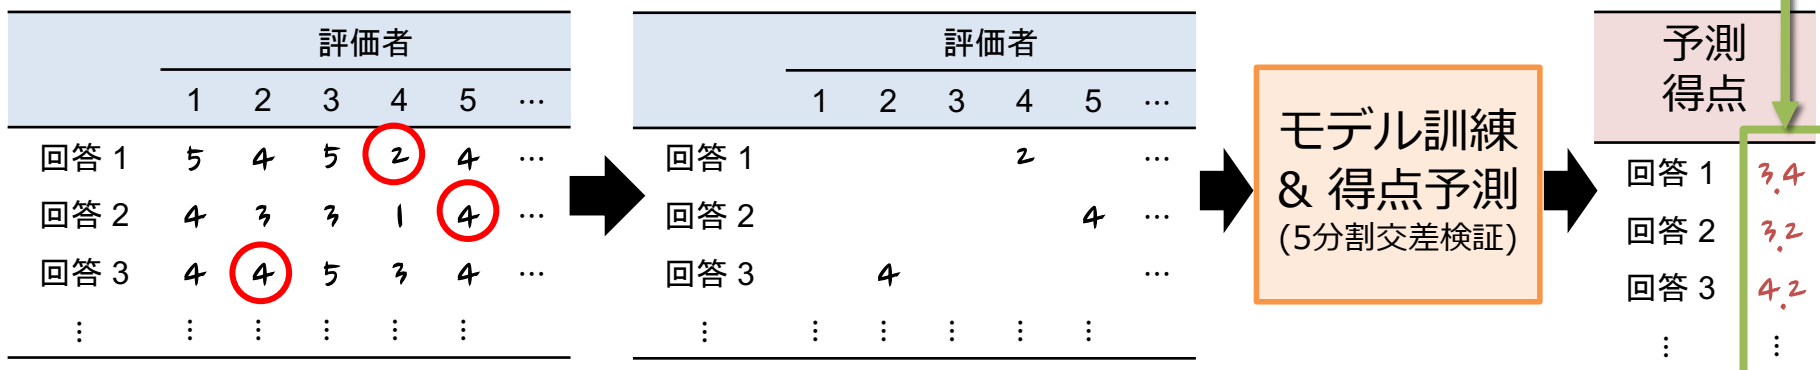 評価者
1 2 3 4 5 …
回答 1 5 4 5 2 4 …
回答 2 4 3 3 1 4 …
回答 3 4 4 5 3 4 …
⋮ ⋮ ⋮ ⋮ ⋮ ⋮
評価者
1 2 3 4 5 …
回答 1 2 …
回答 2 4 …
回答 3 4 …
⋮ ⋮ ⋮ ⋮ ⋮ ⋮
モデル訓練
& 得点予測
(5分割交差検証)
予測
得点
回答 1 3.4
回答 2 3.2
回答 3 4.2
⋮ ⋮